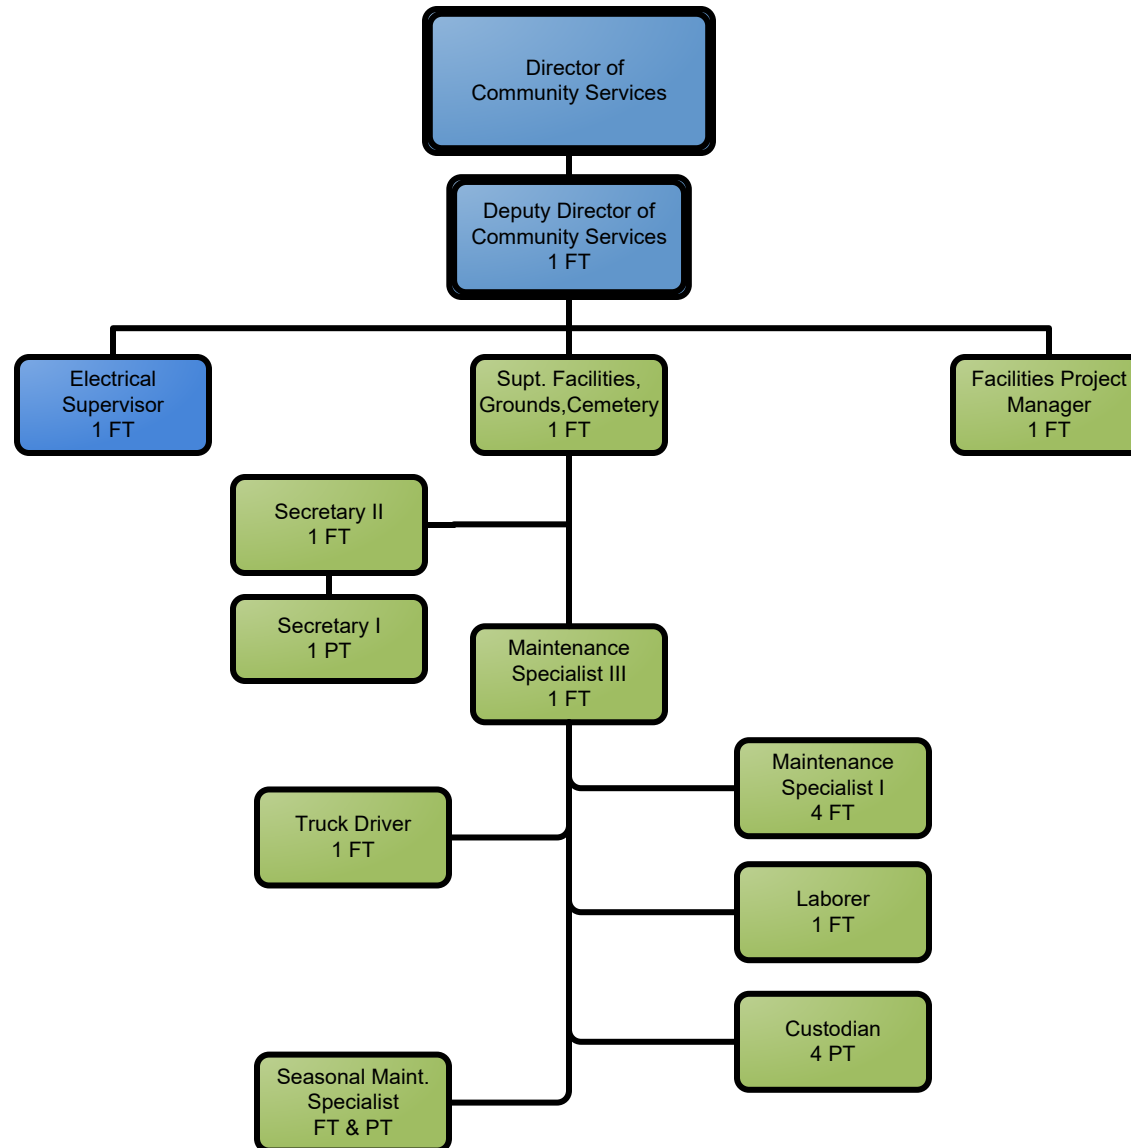 Director of
Community Services
Deputy Director of
Community Services
1 FT
Electrical
Supervisor
1 FT
Supt. Facilities,
Grounds,Cemetery
1 FT
Facilities Project
Manager
1 FT
Secretary II
1 FT
Secretary I
1 PT
Maintenance
Specialist III
1 FT
Maintenance
Specialist I
4 FT
Truck Driver
1 FT
Laborer
1 FT
Custodian
4 PT
Seasonal Maint.
Specialist
FT & PT